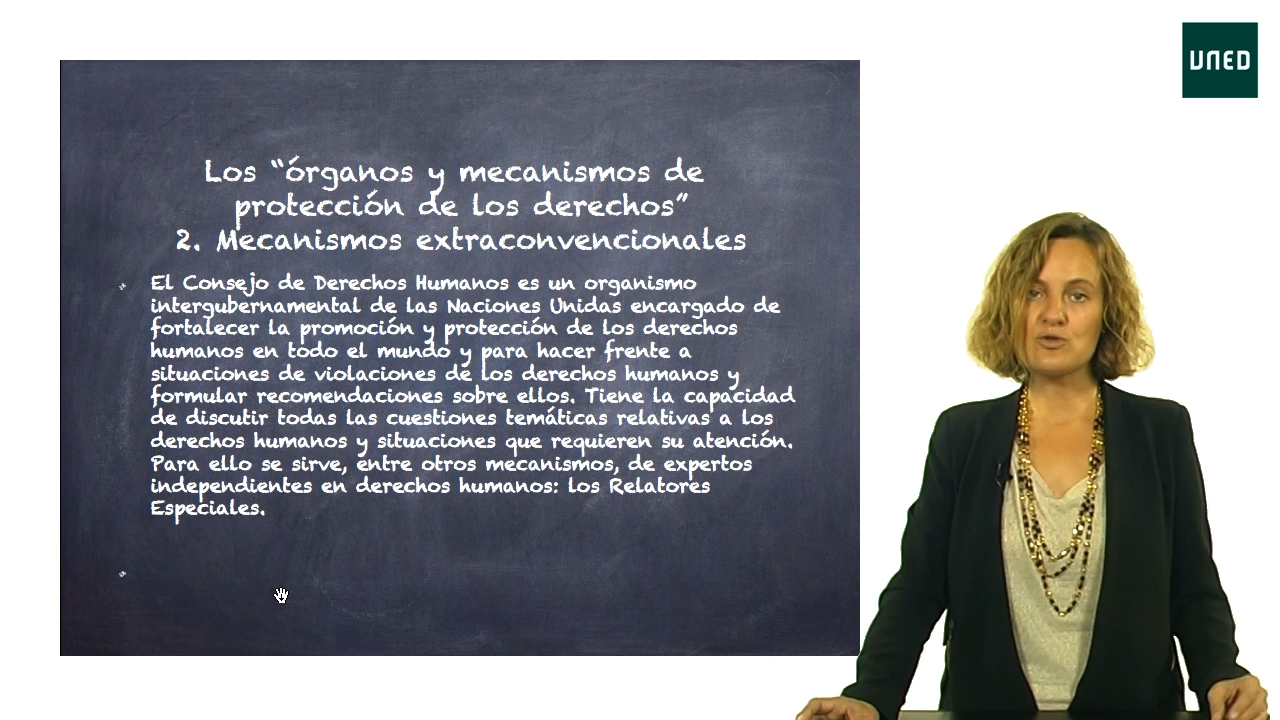 UNED
Los “órganos y mecanismos de
protección de los derechos”
2. Mecanismos extraconvencionales
El Consejo de Derechos Humanos es un organismo
intergubernamental de las Naciones Unidas encargado de
fortalecer la promoción y protección de los derechos
humanos en todo el mundo y para hacer frente a
situaciones de violaciones de los derechos humanos y
formular recomendaciones sobre ellos. Tiene la capacidad
de discutir todas las cuestiones temáticas relativas a los
derechos humanos y situaciones que requieren su atención.
Para ello se sirve, entre otros mecanismos, de expertos
independientes en derechos humanos: los Relatores
Especiales.